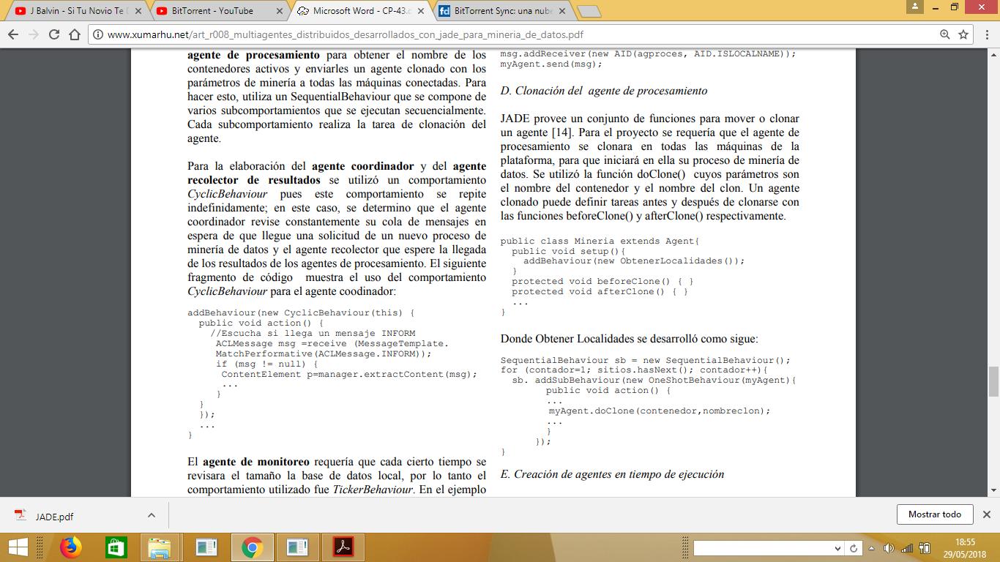 J Balvin - Si Tu Novio Te D
BitTorrent - YouTube
Microsoft Word - CP-43.d
BitTorrent Sync: una nube
www.xumarhu.net/art_r008_multiagentes_distribuidos_desarrollados_con_jade_para_mineria_de_datos.pdf
agente de procesamiento para obtener el nombre de los
contenedores activos y enviarles un agente clonado con los
parámetros de minería a todas las máquinas conectadas. Para
hacer esto, utiliza un SequentialBehaviour que se compone de
varios subcomportamientos que se ejecutan secuencialmente.
Cada subcomportamiento realiza la tarea de clonación del
agente.
Para la elaboración del agente coordinador y del agente
recolector de resultados se utilizó un comportamiento
CyclicBehaviour pues este comportamiento se repite
indefinidamente; en este caso, se determino que el agente
coordinador revise constantemente su cola de mensajes en
espera de que llegue una solicitud de un nuevo proceso de
minería de datos y el agente recolector que espere la llegada
de los resultados de los agentes de procesamiento. El siguiente
fragmento de código muestra el uso del comportamiento
CyclicBehaviour para el agente coodinador:
addBehaviour(new CyclicBehaviour(this) {
public void action() {
//Escucha si llega un mensaje INFORM
ACLMessage msg =receive (MessageTemplate.
MatchPerformative(ACLMessage.INFORM));
if (msg != null) {
ContentElement p=manager.extractContent(msg);
...
}
}
});
...
}
El agente de monitoreo requería que cada cierto tiempo se
revisara el tamaño la base de datos local, por lo tanto el
comportamiento utilizado fue TickerBehaviour. En el ejemplo
msg.addReceiver(new AID(agproces, AID.ISLOCALNAME));
myAgent.send(msg);
D. Clonación del agente de procesamiento
JADE provee un conjunto de funciones para mover o clonar
un agente [14]. Para el proyecto se requería que el agente de
procesamiento se clonara en todas las máquinas de la
plataforma, para que iniciará en ella su proceso de minería de
datos. Se utilizó la función doClone() cuyos parámetros son
el nombre del contenedor y el nombre del clon. Un agente
clonado puede definir tareas antes y después de clonarse con
las funciones beforeClone() y afterClone() respectivamente.
public class Mineria extends Agent{
public void setup(){
addBehaviour(new ObtenerLocalidades());
}
protected void beforeClone() { }
protected void afterClone() { }
...
}
Donde Obtener Localidades se desarrolló como sigue:
SequentialBehaviour sb = new SequentialBehaviour();
for (contador=1; sitios.hasNext(); contador++){
sb. addSubBehaviour(new OneShotBehaviour(myAgent){
public void action() {
...
myAgent.doClone(contenedor,nombreclon);
...
}
});
}
E. Creación de agentes en tiempo de ejecución
JADE.pdf
Mostrar todo
18:55
29/05/2018